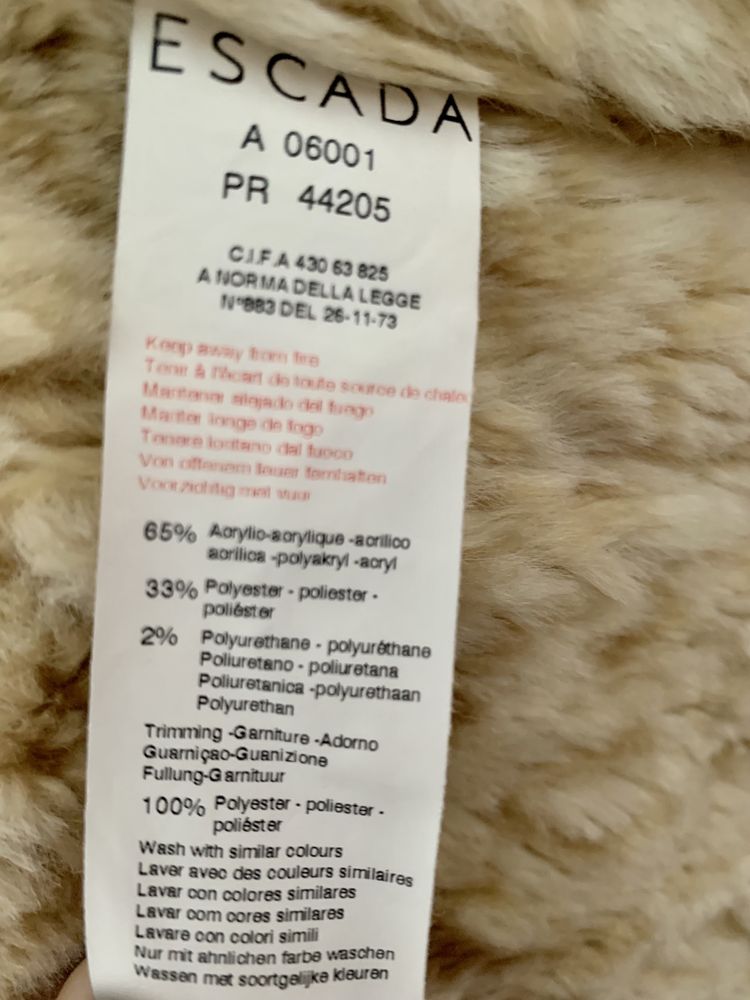 ESCADA
A 06001
PR 44205
C.I.F.A 430 63 825
A NORMA DELLA LEGGE
N°883 DEL 26-11-73
Keep away from fire
Tenir à l'écart de toute source de chaleu
Mantener alejado del fuego
Manter longe de fogo
Tenere lontano dal fuoco
Von offenem feuer fernhalten
Voorzichtig met vuur
65% Acrylic-acrylique -acrilico
acrilica -polyakryl -acryl
33% Polyester - poliester -
poliéster
2% Polyurethane - polyuréthane
Poliuretano - poliuretana
Poliuretanica -polyurethaan
Polyurethan
Trimming -Garniture -Adorno
Guarniçao-Guanizione
Fullung-Garnituur
100% Polyester - poliester -
poliéster
Wash with similar colours
Laver avec des couleurs similaires
Lavar con colores similares
Lavar com cores similares
Lavare con colori simili
Nur mit ahnlichen farbe waschen
Wassen met soortgelijke kleuren